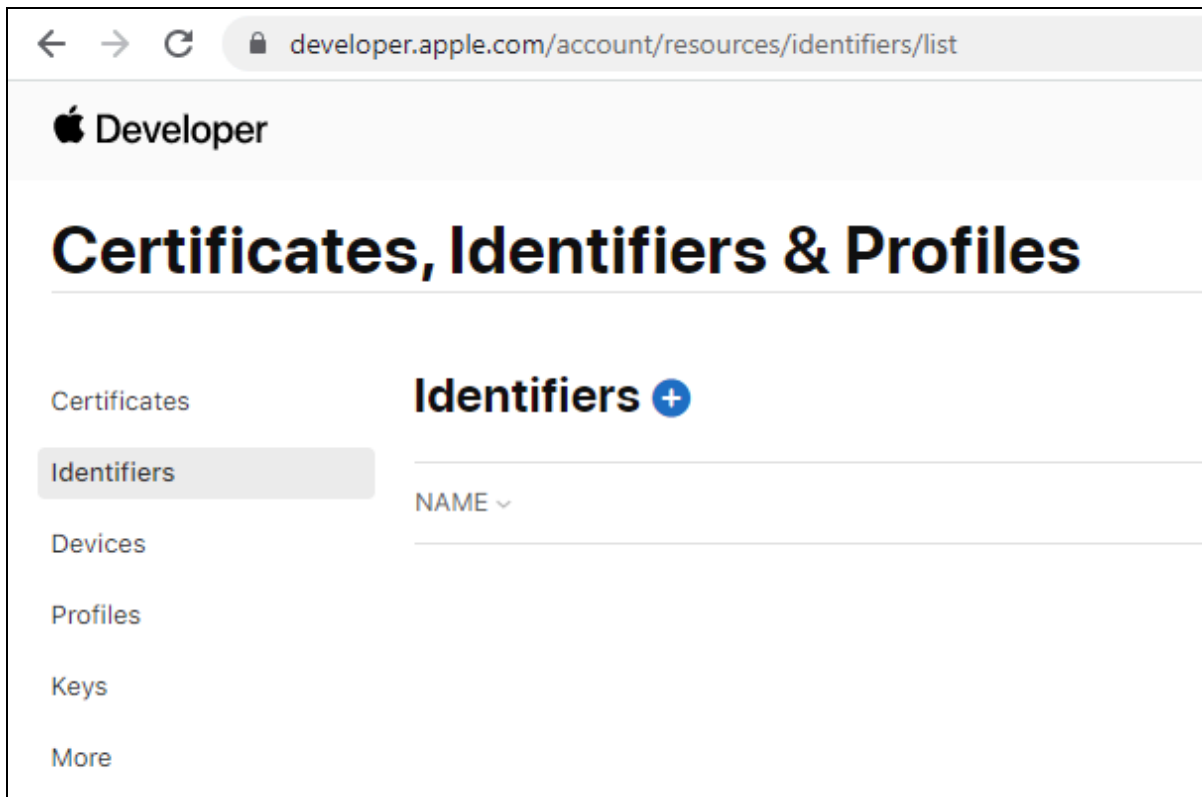 developer.apple.com/account/resources/identifiers/list
Developer
Certificates, Identifiers & Profiles
Certificates
Identifiers
Devices
Profiles
Keys
More
Identifiers
NAME